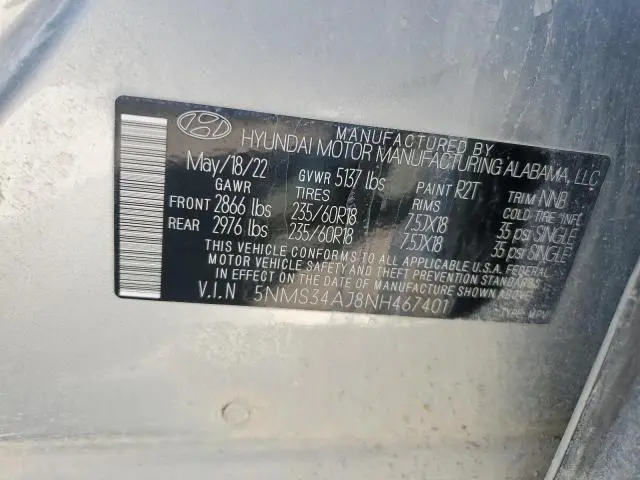 MANUFACTURED BY
HYUNDAI MOTOR MANUFACTURING ALABAMA, LLC
May/18/22 GVWR 5137 lbs PAINT R2T TRIM NNB
GAWR TIRES RIMS COLD TIRE INFL
FRONT 2866 lbs 235/60R18 7.5JX18 35 psi SINGLE
REAR 2976 lbs 235/60R18 7.5JX18 35 psi SINGLE
THIS VEHICLE CONFORMS TO ALL APPLICABLE U.S.A. FEDERAL
MOTOR VEHICLE SAFETY AND THEFT PREVENTION STANDARDS
IN EFFECT ON THE DATE OF MANUFACTURE SHOWN ABOVE.
V.I.N 5NMS34AJ8NH467401
TYPE: MPV